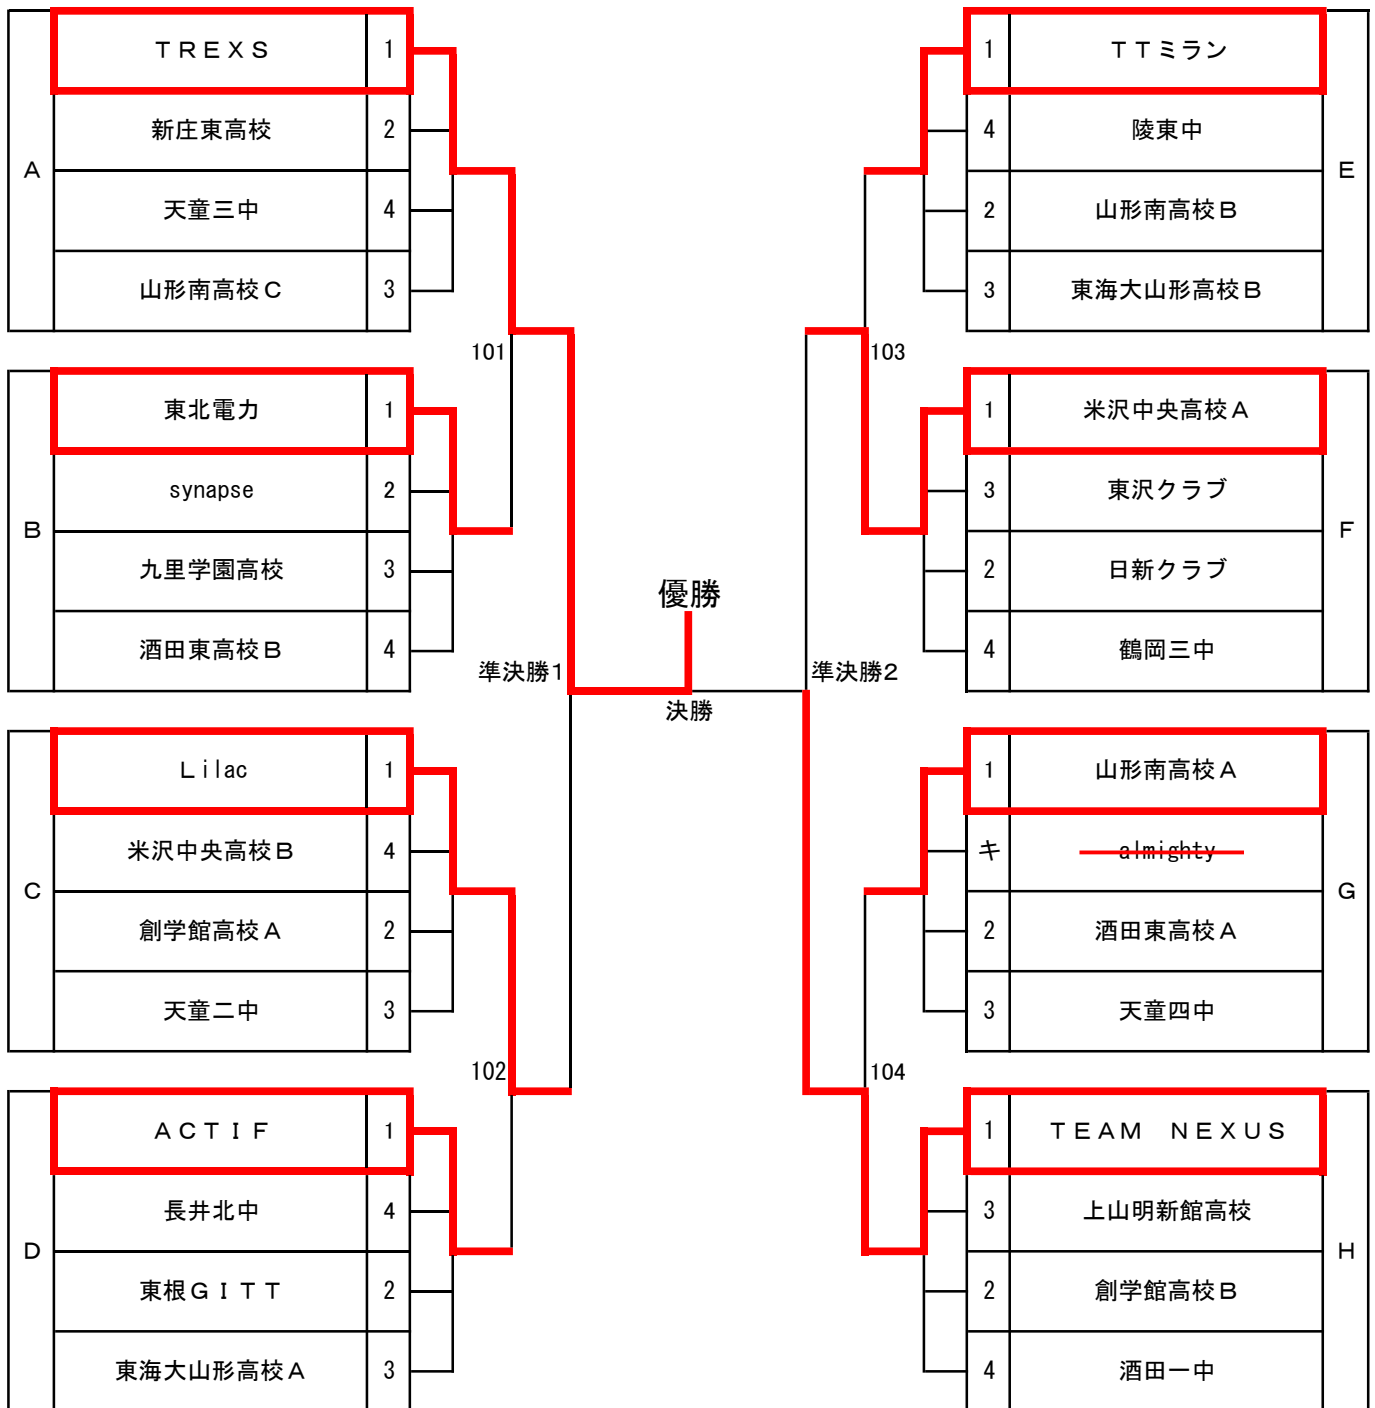 A
ＴＲＥＸＳ 1
新庄東高校 2
天童三中 4
山形南高校Ｃ 3
B
東北電力 1
synapse 2
九里学園高校 3
酒田東高校Ｂ 4
C
Ｌilac 1
米沢中央高校Ｂ 4
創学館高校Ａ 2
天童二中 3
D
ＡＣＴＩＦ 1
長井北中 4
東根ＧＩＴＴ 2
東海大山形高校Ａ 3
101
102
準決勝1
優勝
決勝
準決勝2
103
104
1 ＴＴミラン
4 陵東中
2 山形南高校Ｂ
3 東海大山形高校Ｂ
E
1 米沢中央高校Ａ
3 東沢クラブ
2 日新クラブ
4 鶴岡三中
F
1 山形南高校Ａ
キ almighty
2 酒田東高校Ａ
3 天童四中
G
1 ＴＥＡＭ　ＮＥＸＵＳ
3 上山明新館高校
2 創学館高校Ｂ
4 酒田一中
H